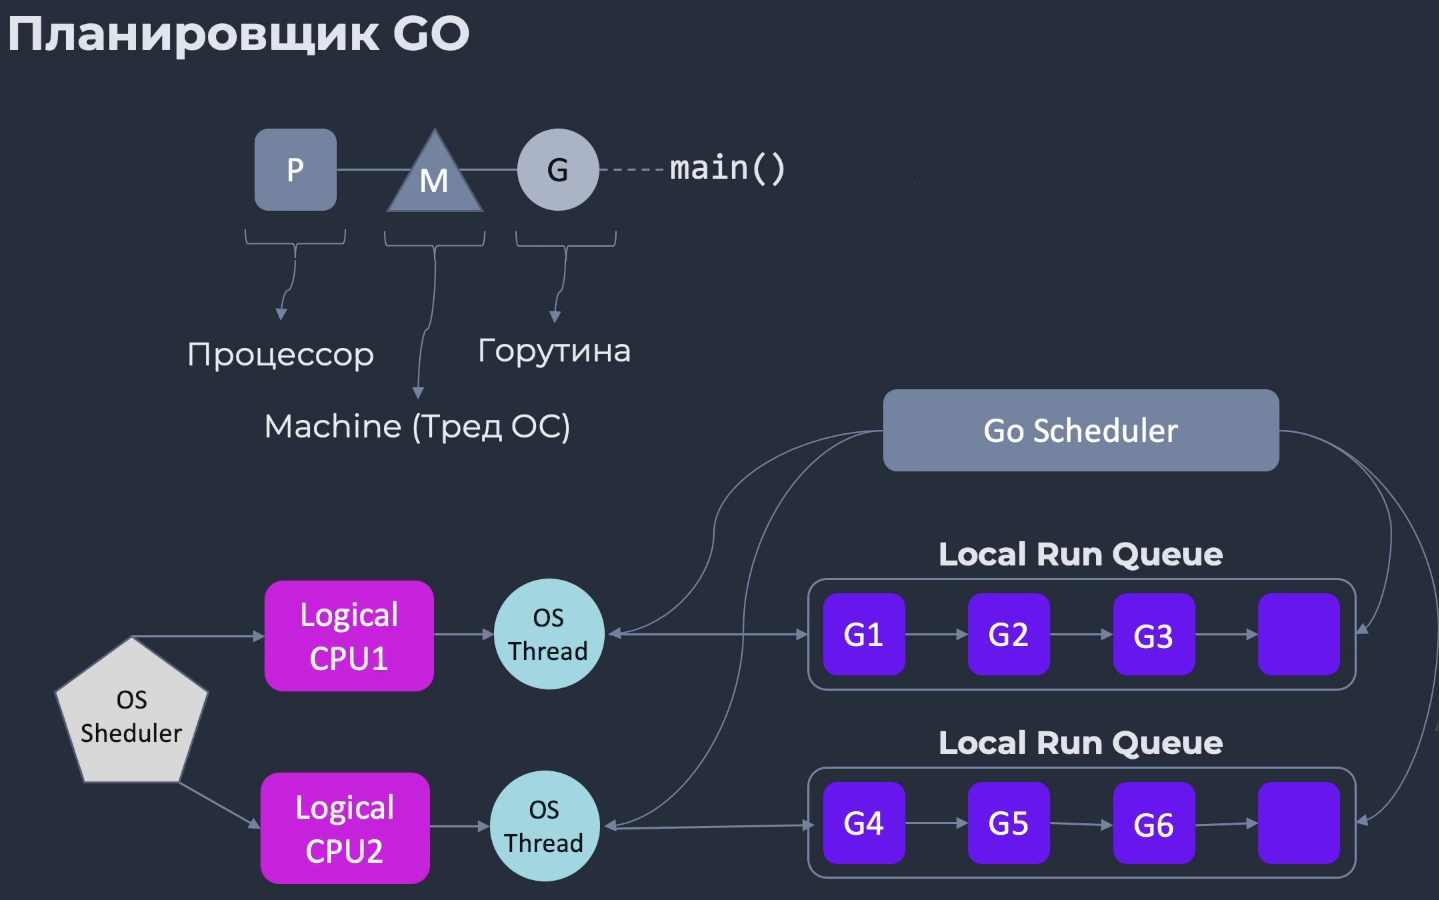 Планировщик GO
P
M
G
main()
Процессор
Горутина
Machine (Тред ОС)
Go Scheduler
Local Run Queue
Logical
CPU1
OS
Thread
G1
G2
G3
OS
Sheduler
Local Run Queue
Logical
CPU2
OS
Thread
G4
G5
G6